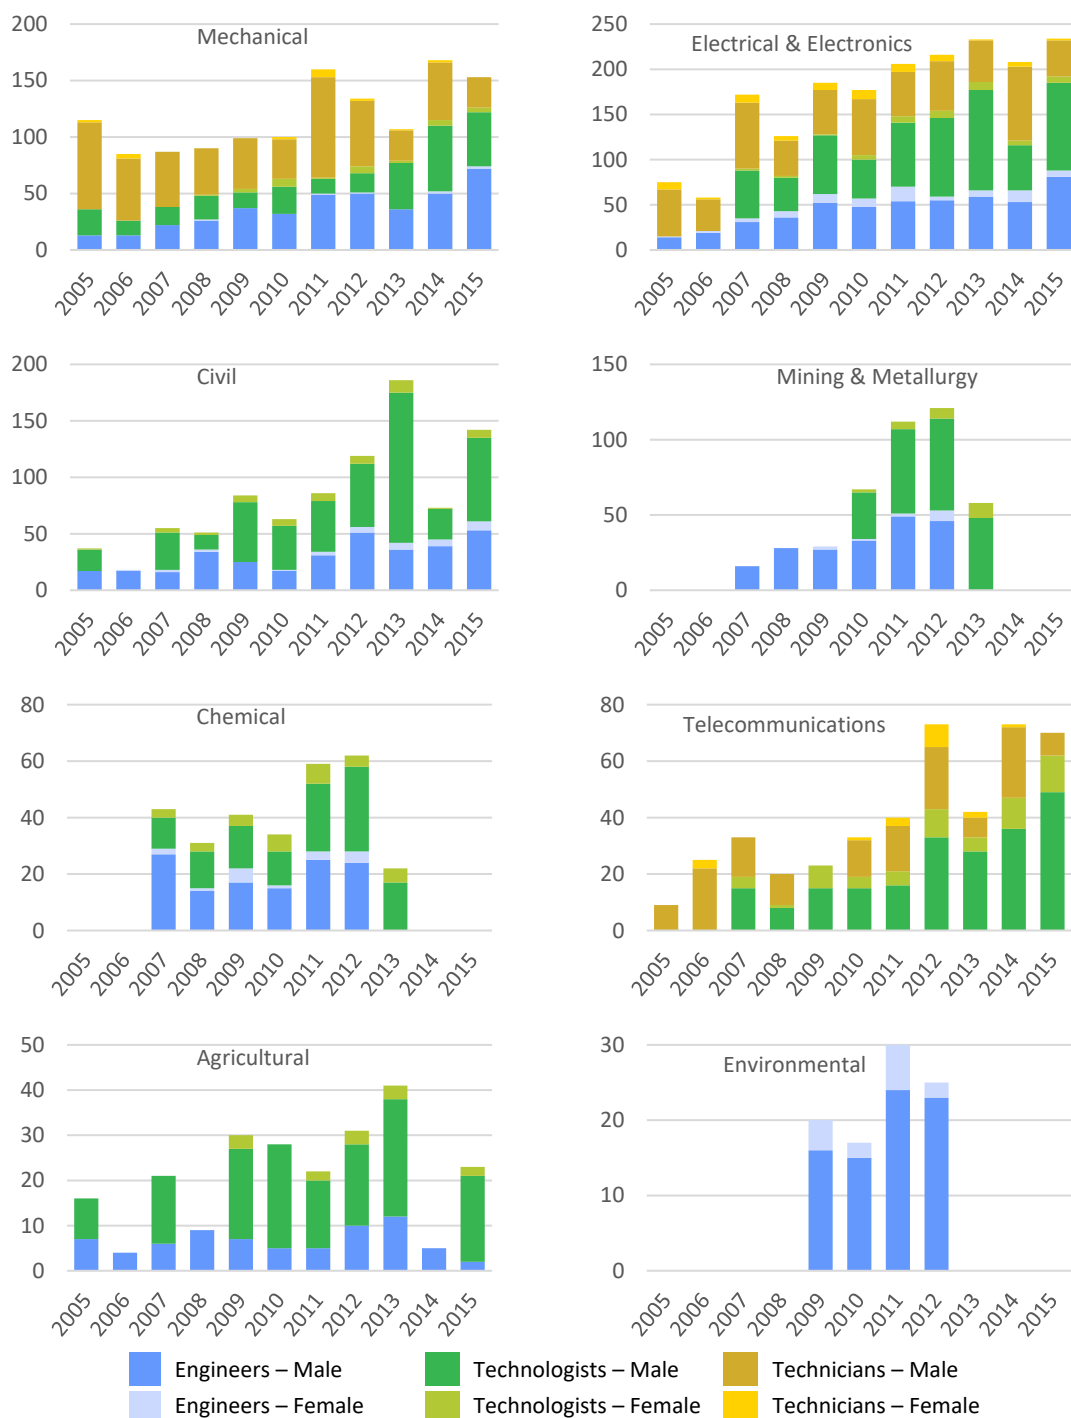 Mechanical
200
150
100
50
0
2005 2006 2007 2008 2009 2010 2011 2012 2013 2014 2015
Electrical & Electronics
250
200
150
100
50
0
2005 2006 2007 2008 2009 2010 2011 2012 2013 2014 2015
Civil
200
150
100
50
0
2005 2006 2007 2008 2009 2010 2011 2012 2013 2014 2015
Mining & Metallurgy
150
100
50
0
2005 2006 2007 2008 2009 2010 2011 2012 2013 2014 2015
Chemical
80
60
40
20
0
2005 2006 2007 2008 2009 2010 2011 2012 2013 2014 2015
Telecommunications
80
60
40
20
0
2005 2006 2007 2008 2009 2010 2011 2012 2013 2014 2015
Agricultural
50
40
30
20
10
0
2005 2006 2007 2008 2009 2010 2011 2012 2013 2014 2015
Environmental
30
20
10
0
2005 2006 2007 2008 2009 2010 2011 2012 2013 2014 2015
Engineers – Male Technologists – Male Technicians – Male
Engineers – Female Technologists – Female Technicians – Female